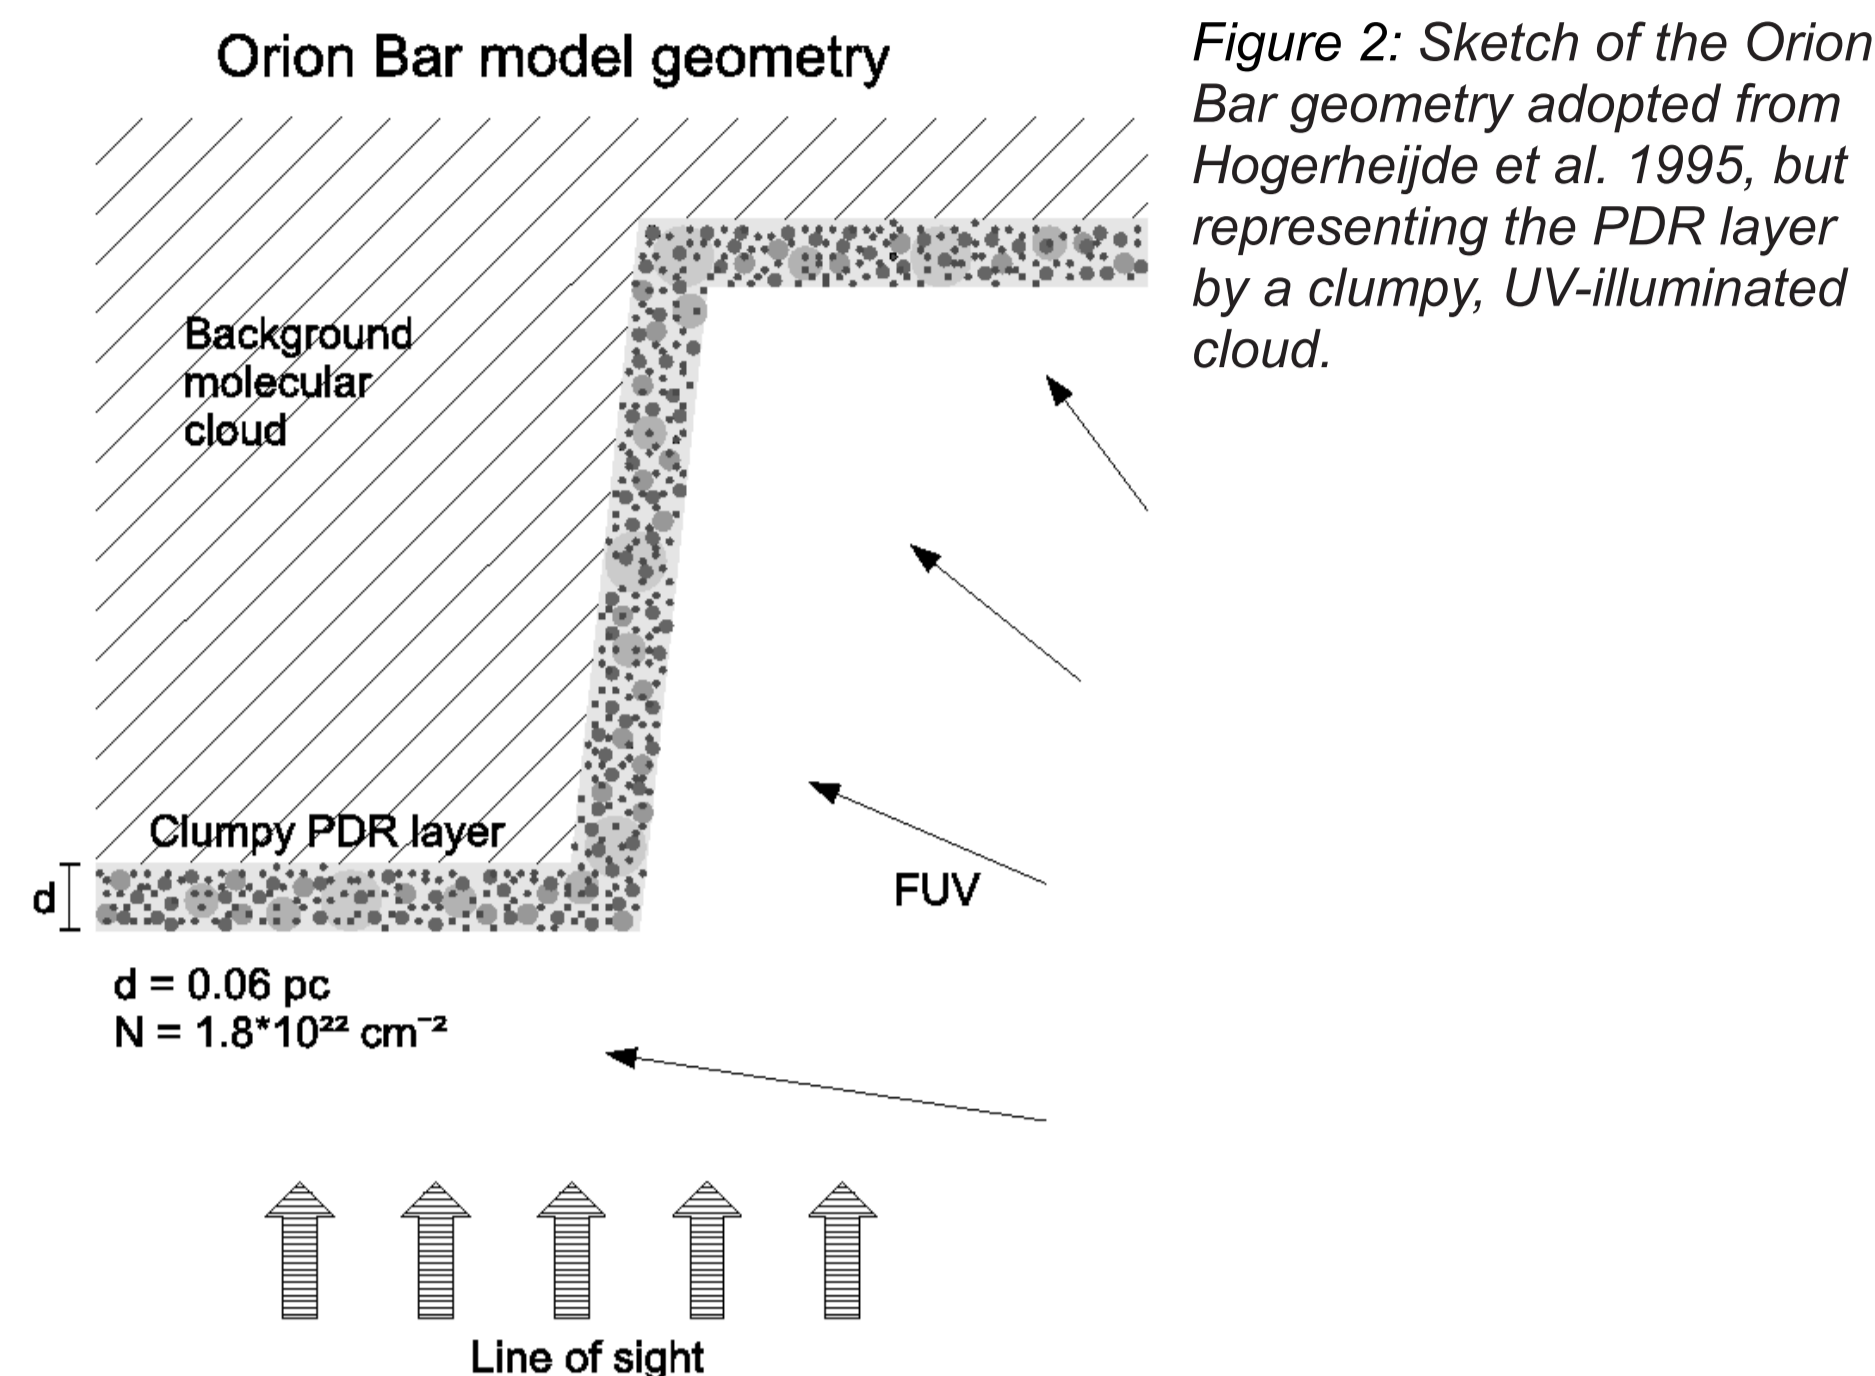 Orion Bar model geometry
Figure 2: Sketch of the Orion
Bar geometry adopted from
Hogerheijde et al. 1995, but
representing the PDR layer
by a clumpy, UV-illuminated
cloud.
Background
molecular
cloud
Clumpy PDR layer
d
FUV
d = 0.06 pc
N = 1.8*10²² cm⁻²
Line of sight